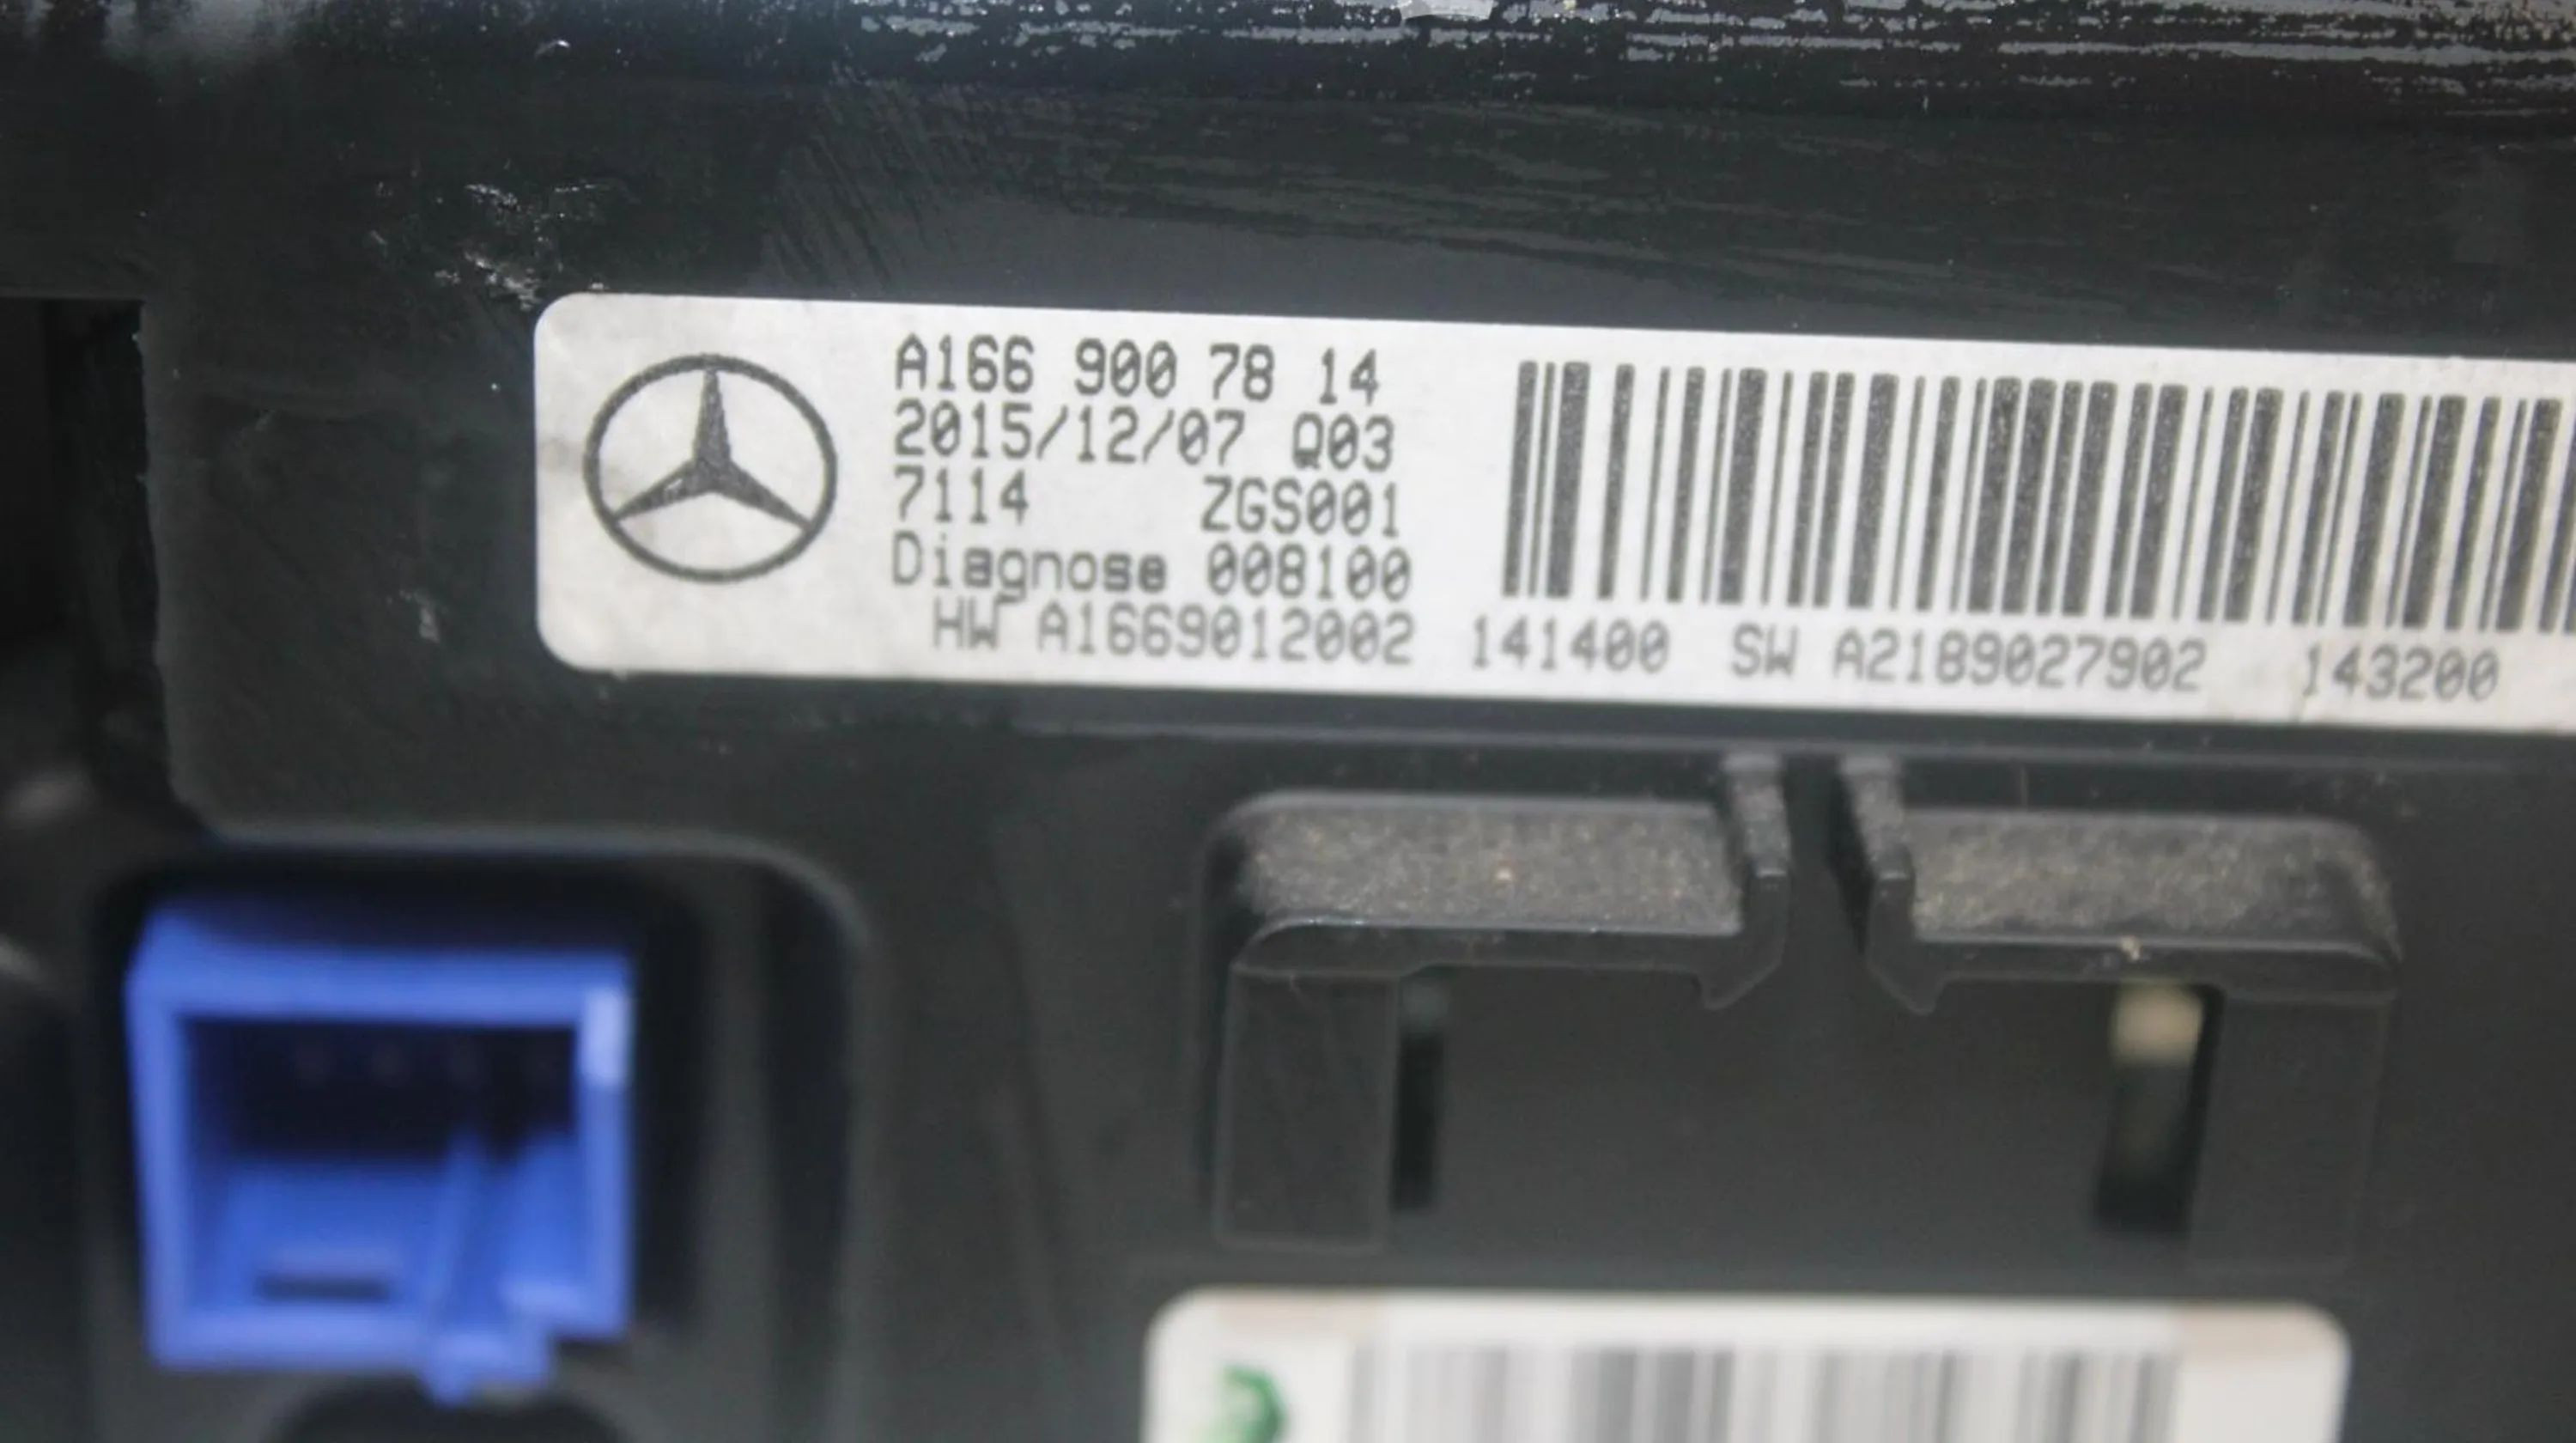 A166 900 78 14
2015/12/07 Q03
7114 ZGS001
Diagnose 008100
HW A1669012002 141400 SW A2189027902 143200